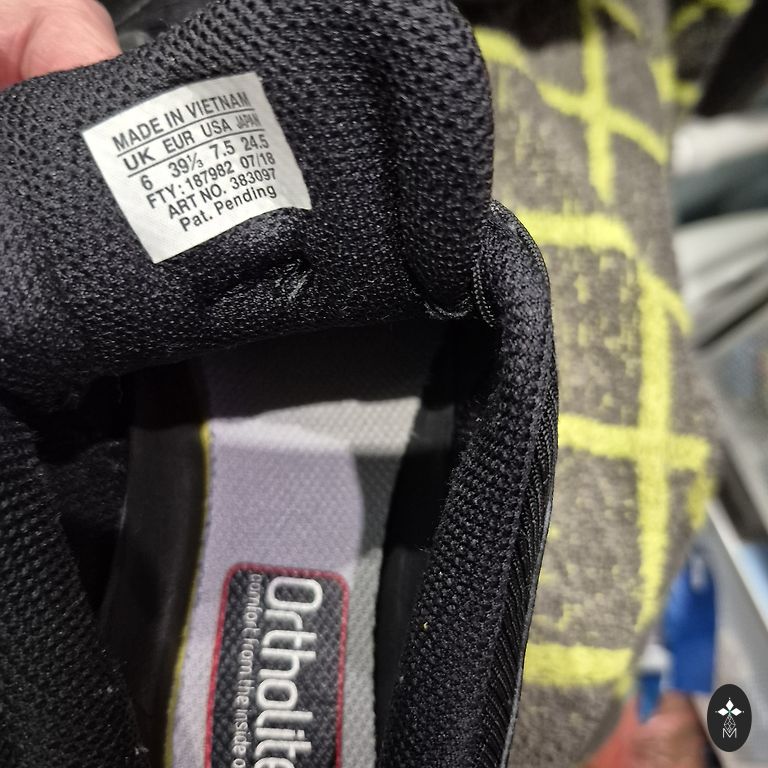 MADE IN VIETNAM
UK EUR USA JAPAN
6 39⅓ 7.5 24.5
FTY: 187982 07/18
ART NO. 383097
Pat. Pending
Ortholite
comfort from the inside
M